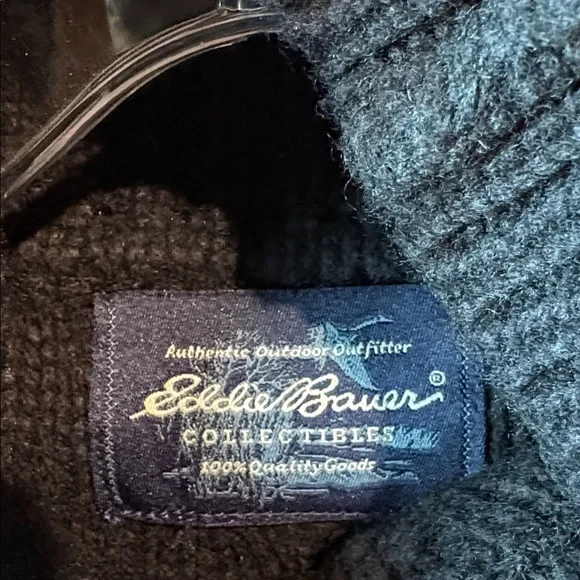 Authentic Outdoor Outfitter
Eddie Bauer®
COLLECTIBLES
100% Quality Goods